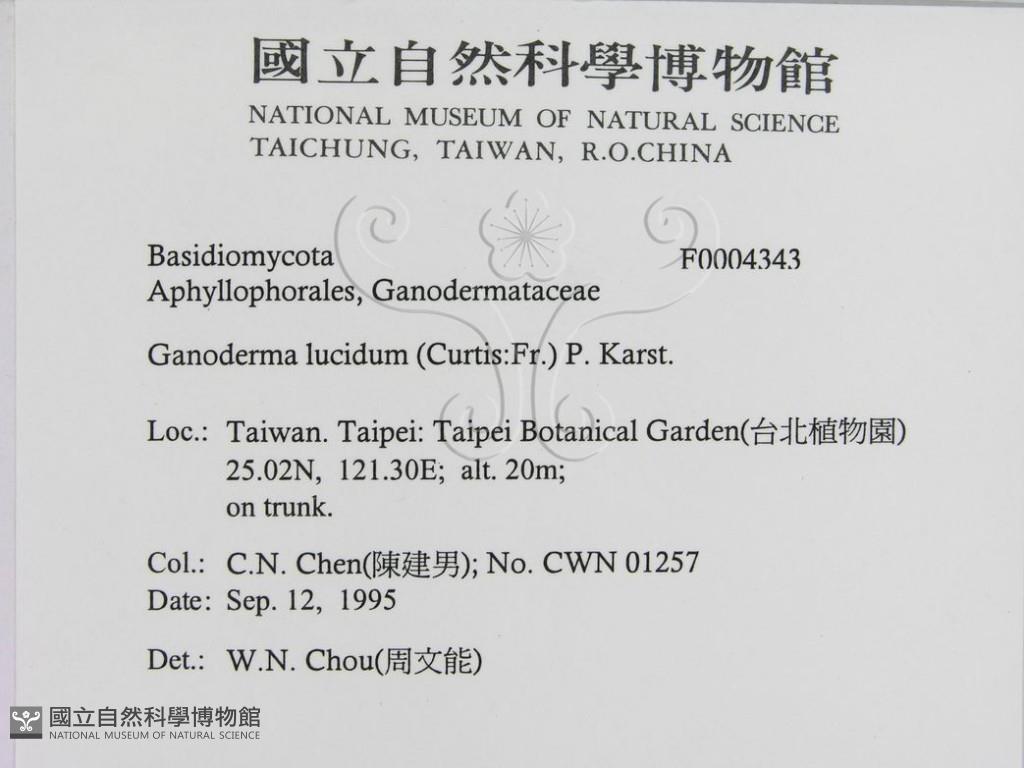 國立自然科學博物館
NATIONAL MUSEUM OF NATURAL SCIENCE
TAICHUNG, TAIWAN, R.O.CHINA
Basidiomycota F0004343
Aphyllophorales, Ganodermataceae
Ganoderma lucidum (Curtis:Fr.) P. Karst.
Loc.: Taiwan. Taipei: Taipei Botanical Garden(台北植物園)
25.02N, 121.30E; alt. 20m;
on trunk.
Col.: C.N. Chen(陳建男); No. CWN 01257
Date: Sep. 12, 1995
Det.: W.N. Chou(周文能)
國立自然科學博物館
NATIONAL MUSEUM OF NATURAL SCIENCE